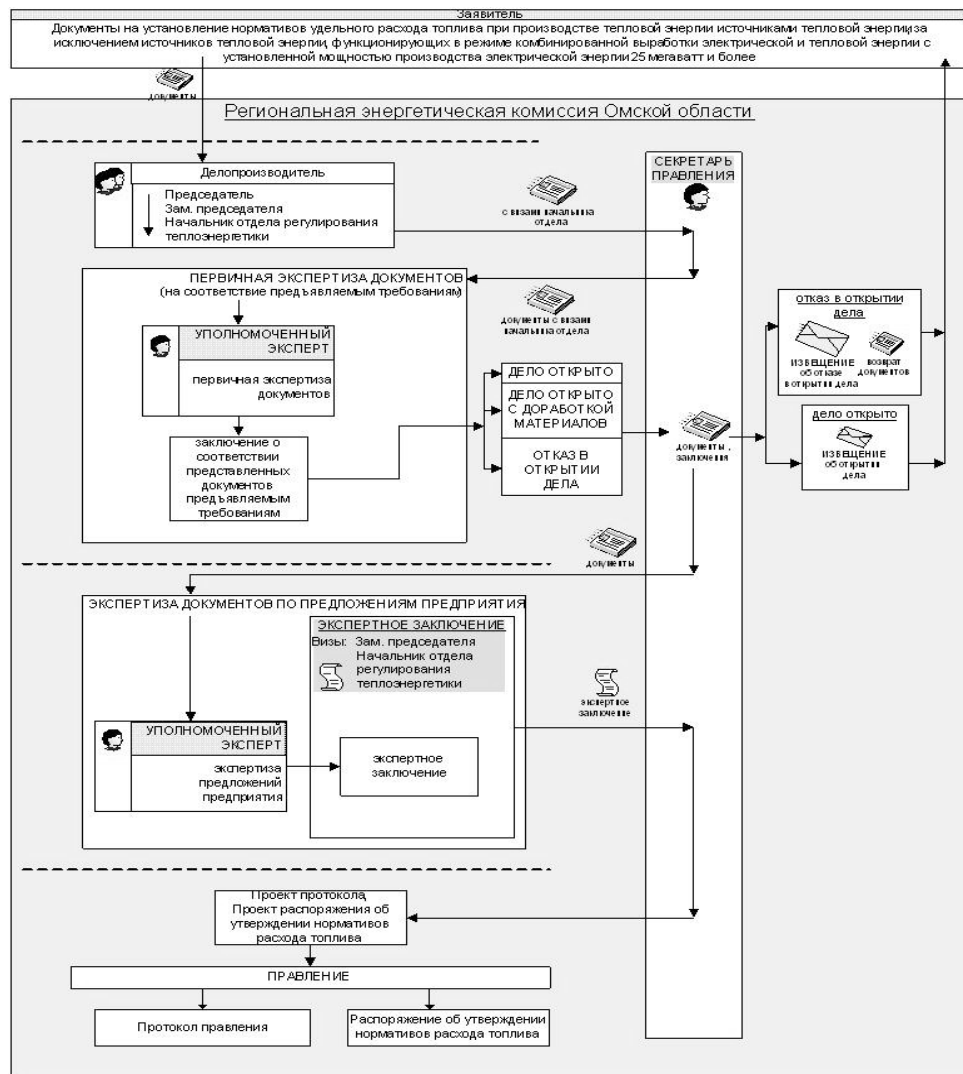 Заявитель
Документы на установление нормативов удельного расхода топлива при производстве тепловой энергии источниками тепловой энергии,за
исключением источников тепловой энергии, функционирующих в режиме комбинированной выработки электрической и тепловой энергии с
установленной мощностью производства электрической энергии 25 мегаватт и более
документы
Региональная энергетическая комиссия Омской области
Делопроизводитель
Председатель
Зам. председателя
Начальник отдела регулирования
теплоэнергетики
с визами начальника
отдела
СЕКРЕТАРЬ
ПРАВЛЕНИЯ
ПЕРВИЧНАЯ ЭКСПЕРТИЗА ДОКУМЕНТОВ
(на соответствие предъявляемым требованиям)
УПОЛНОМОЧЕННЫЙ
ЭКСПЕРТ
первичная экспертиза
документов
заключение о
соответствии
представленных
документов
предъявляемым
требованиям
документы с визами
начальника отдела
ДЕЛО ОТКРЫТО
ДЕЛО ОТКРЫТО
С ДОРАБОТКОЙ
МАТЕРИАЛОВ
ОТКАЗ В
ОТКРЫТИИ
ДЕЛА
документы ,
заключения
отказ в открытии
дела
ИЗВЕЩЕНИЕ
об отказе
в открытии дела
возврат
документов
дело открыто
ИЗВЕЩЕНИЕ
об открытии
дела
документы
ЭКСПЕРТИЗА ДОКУМЕНТОВ ПО ПРЕДЛОЖЕНИЯМ ПРЕДПРИЯТИЯ
ЭКСПЕРТНОЕ ЗАКЛЮЧЕНИЕ
Визы: Зам. председателя
Начальник отдела
регулирования
теплоэнергетики
УПОЛНОМОЧЕННЫЙ
ЭКСПЕРТ
экспертиза
предложений
предприятия
экспертное
заключение
экспертное
заключение
Проект протокола,
Проект распоряжения об
утверждении нормативов
расхода топлива
ПРАВЛЕНИЕ
Протокол правления
Распоряжение об утверждении
нормативов расхода топлива